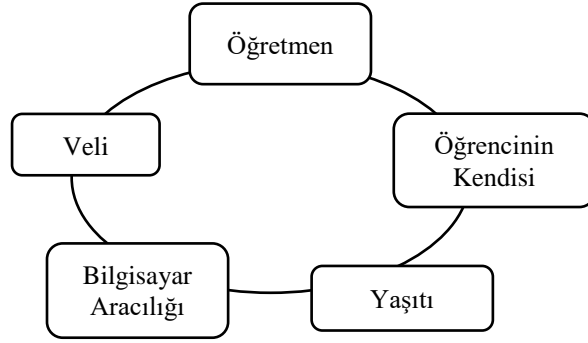 Öğretmen
Veli
Öğrencinin
Kendisi
Bilgisayar
Aracılığı
Yaşıtı